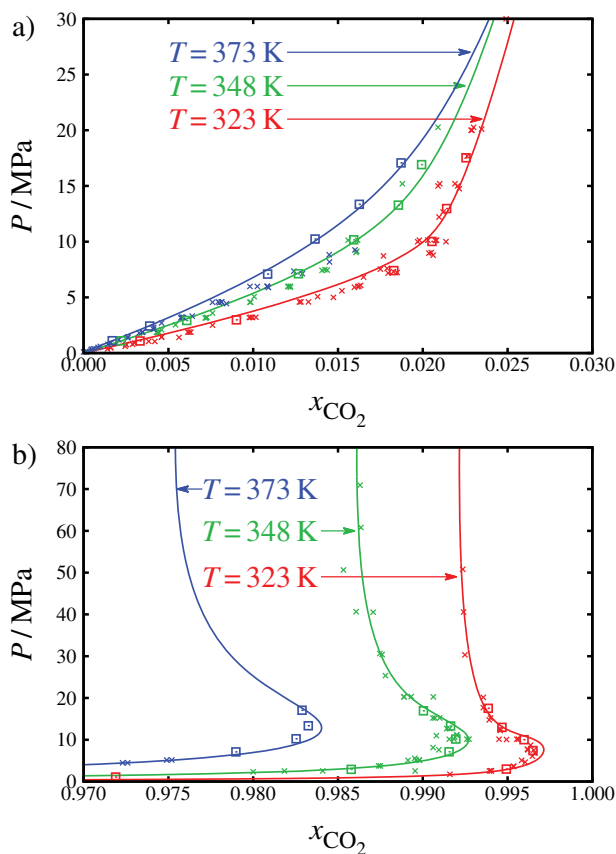 a)
30
25
20
15
10
5
0
P / MPa
T = 373 K
T = 348 K
T = 323 K
0.000 0.005 0.010 0.015 0.020 0.025 0.030
xCO2
b)
80
70
60
50
40
30
20
10
0
P / MPa
T = 373 K
T = 348 K
T = 323 K
0.970 0.975 0.980 0.985 0.990 0.995 1.000
xCO2